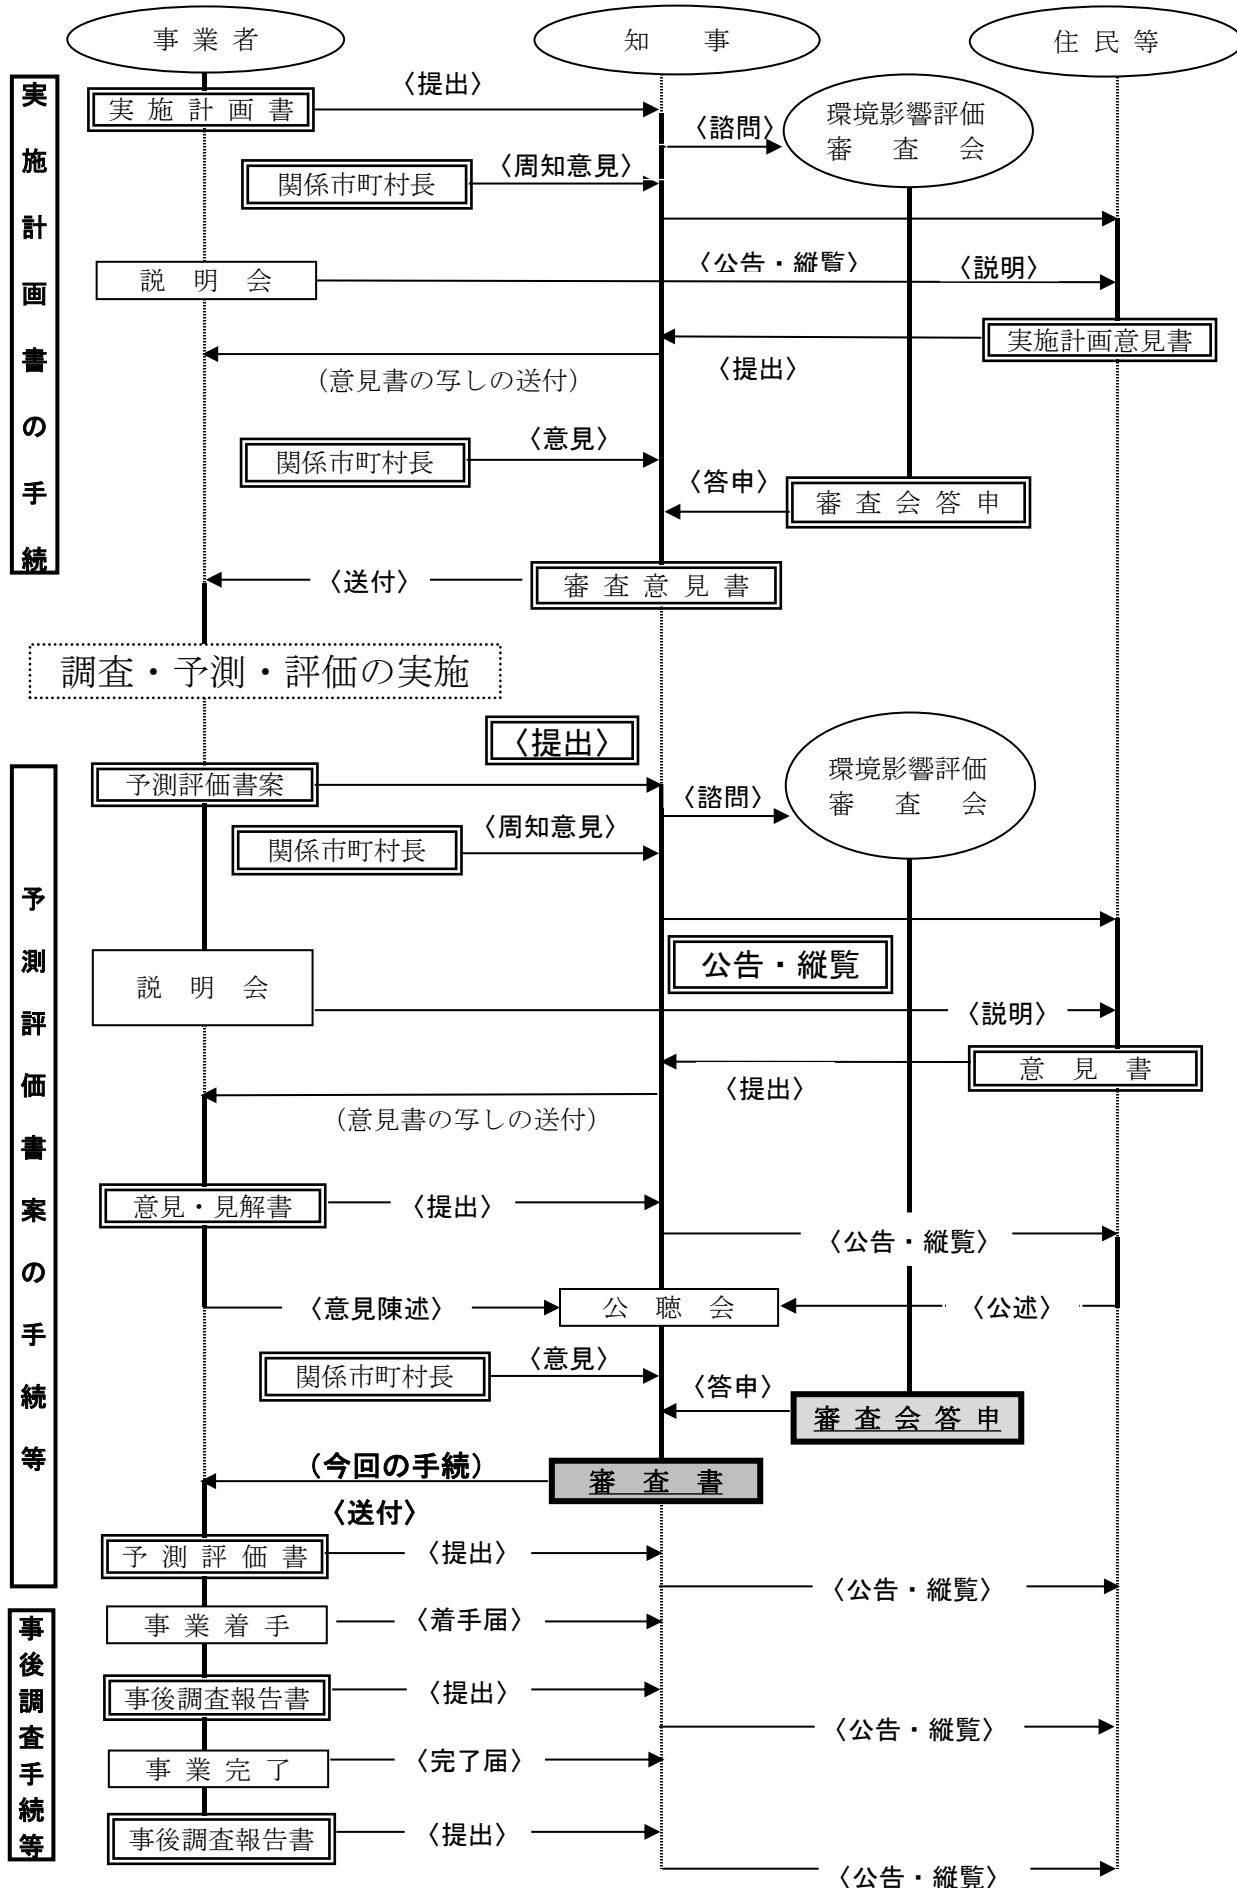 事業者
知事
住民等
実施計画書の手続
実施計画書
〈提出〉
〈諮問〉
環境影響評価
審査会
関係市町村長
〈周知意見〉
〈公告・縦覧〉
説明会
〈説明〉
実施計画意見書
〈提出〉
(意見書の写しの送付)
関係市町村長
〈意見〉
〈答申〉
審査会答申
〈送付〉
審査意見書
調査・予測・評価の実施
予測評価書案の手続等
〈提出〉
予測評価書案
〈諮問〉
環境影響評価
審査会
関係市町村長
〈周知意見〉
公告・縦覧
説明会
〈説明〉
意見書
〈提出〉
(意見書の写しの送付)
意見・見解書
〈提出〉
〈公告・縦覧〉
〈意見陳述〉
公聴会
〈公述〉
関係市町村長
〈意見〉
〈答申〉
審査会答申
(今回の手続)
審査書
〈送付〉
予測評価書
〈提出〉
〈公告・縦覧〉
事後調査手続等
事業着手
〈着手届〉
事後調査報告書
〈提出〉
〈公告・縦覧〉
事業完了
〈完了届〉
事後調査報告書
〈提出〉
〈公告・縦覧〉